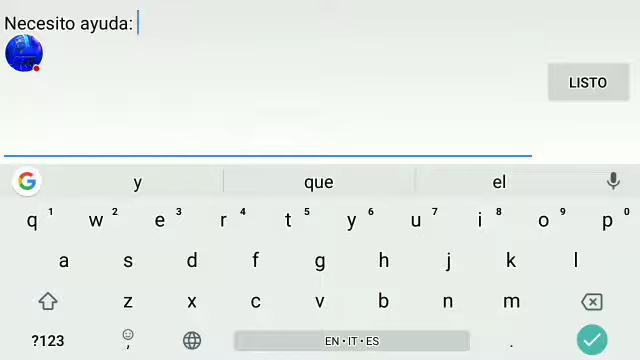 Necesito ayuda:
LISTO
y que el
q 1 w 2 e 3 r 4 t 5 y 6 u 7 i 8 o 9 p 0
a s d f g h j k l
z x c v b n m
?123 , EN • IT • ES .